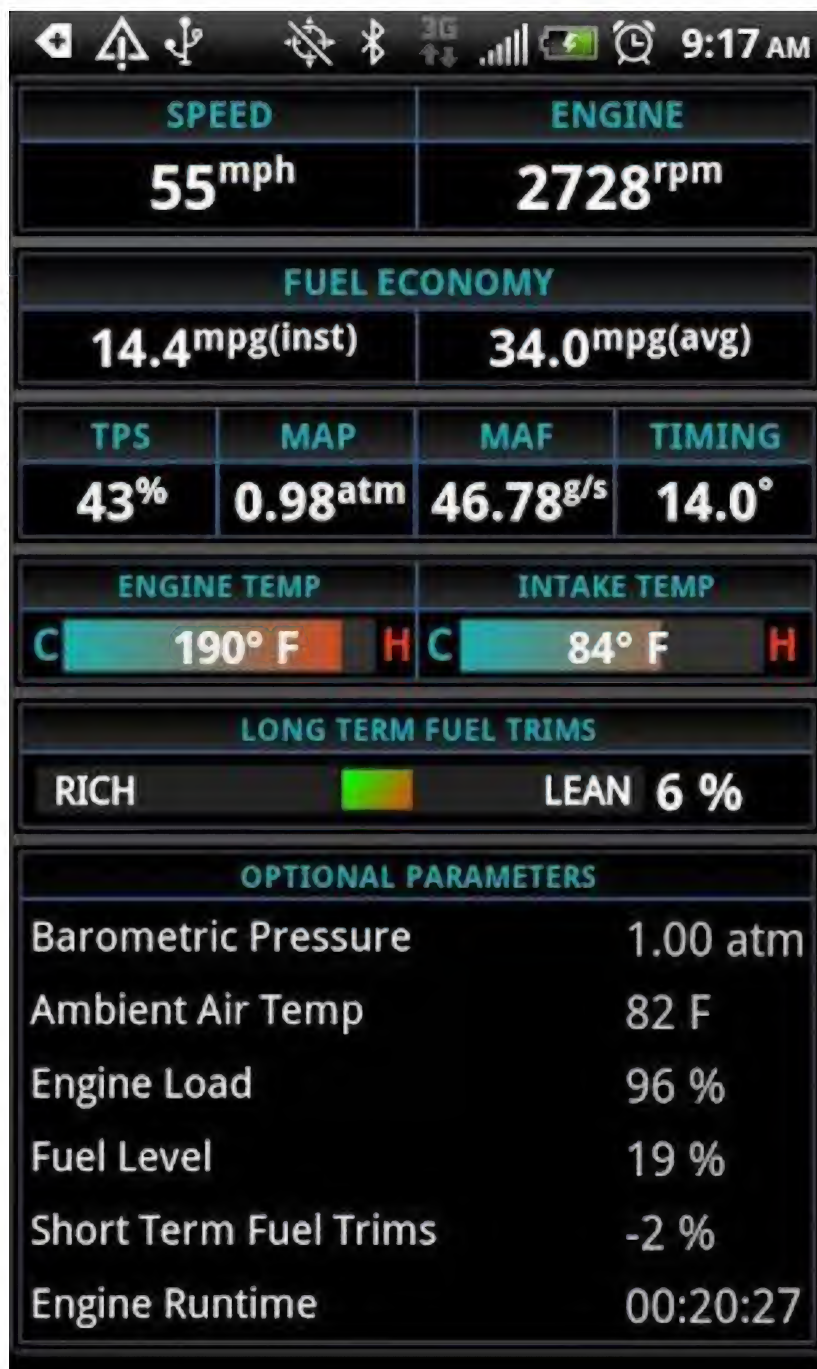 3G 9:17 AM
SPEED ENGINE
55mph 2728rpm
FUEL ECONOMY
14.4mpg(inst) 34.0mpg(avg)
TPS MAP MAF TIMING
43% 0.98atm 46.78g/s 14.0°
ENGINE TEMP INTAKE TEMP
C 190° F H C 84° F H
LONG TERM FUEL TRIMS
RICH LEAN 6 %
OPTIONAL PARAMETERS
Barometric Pressure 1.00 atm
Ambient Air Temp 82 F
Engine Load 96 %
Fuel Level 19 %
Short Term Fuel Trims -2 %
Engine Runtime 00:20:27